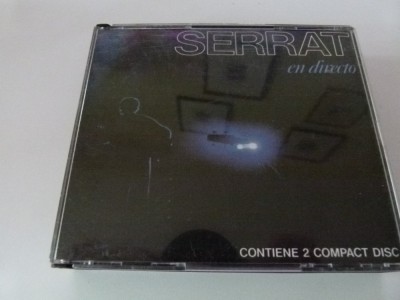 SERRAT
en directo
CONTIENE 2 COMPACT DISC